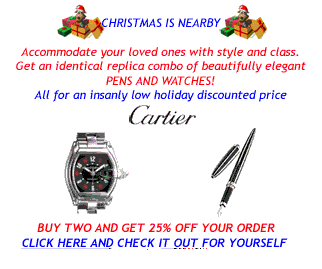 CHRISTMAS IS NEARBY
Accommodate your loved ones with style and class.
Get an identical replica combo of beautifully elegant
PENS AND WATCHES!
All for an insanly low holiday discounted price
Cartier
BUY TWO AND GET 25% OFF YOUR ORDER
CLICK HERE AND CHECK IT OUT FOR YOURSELF